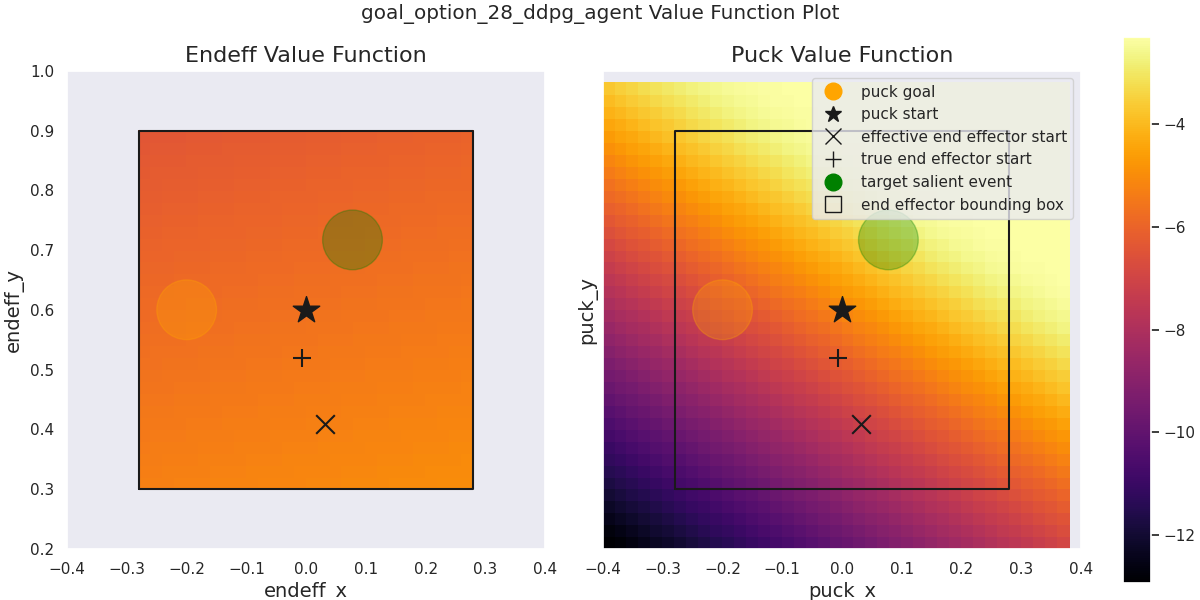 goal_option_28_ddpg_agent Value Function Plot
Endeff Value Function
1.0
0.9
0.8
0.7
0.6
0.5
0.4
0.3
0.2
endeff_y
−0.4 −0.3 −0.2 −0.1 0.0 0.1 0.2 0.3 0.4
endeff_x
Puck Value Function
puck goal
puck start
effective end effector start
true end effector start
target salient event
end effector bounding box
puck_y
−0.4 −0.3 −0.2 −0.1 0.0 0.1 0.2 0.3 0.4
puck_x
−4
−6
−8
−10
−12